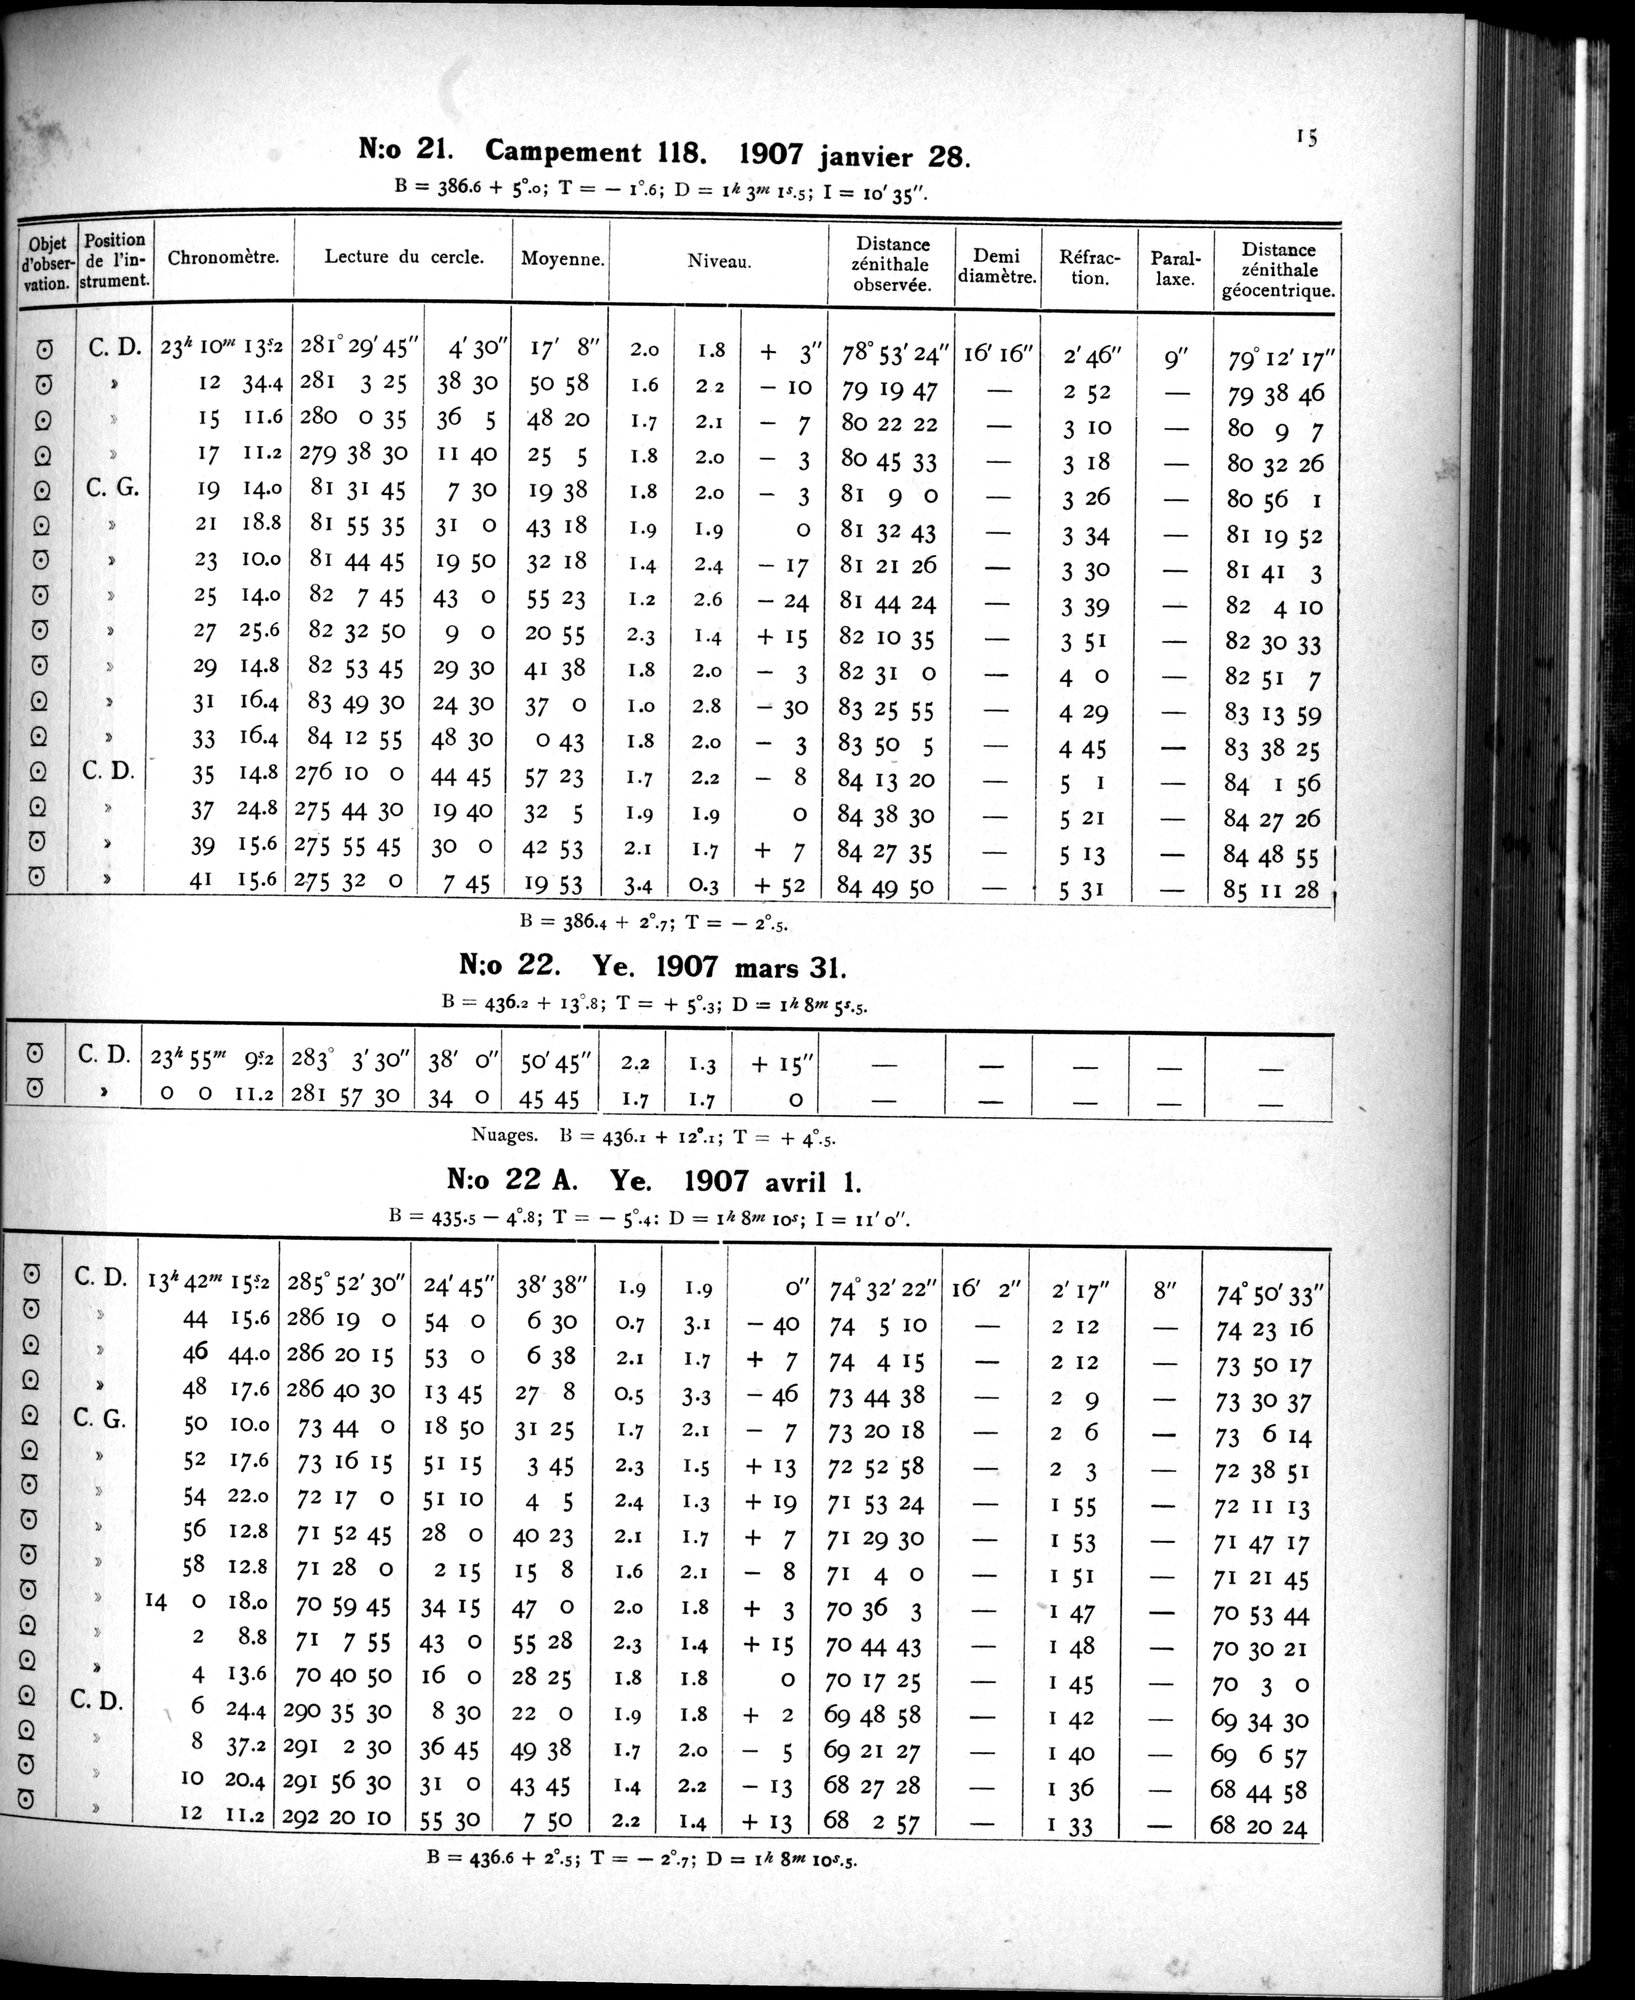 15
N:o 21. Campement 118. 1907 janvier 28.
B = 386.6 + 5°.0; T = — 1°.6; D = 1h 3m 1s.5; I = 10′ 35″.
Objet d'observation. Position de l'instrument. Chronomètre. Lecture du cercle. Moyenne. Niveau. Distance zénithale observée. Demi diamètre. Réfraction. Parallaxe. Distance zénithale géocentrique.
C. D. 23h 10m 13s.2 281° 29′ 45″ 4′ 30″ 17′ 8″ 2.0 1.8 + 3″ 78° 53′ 24″ 16′ 16″ 2′ 46″ 9″ 79° 12′ 17″
» 12 34.4 281 3 25 38 30 50 58 1.6 2.2 — 10 79 19 47 — 2 52 — 79 38 46
» 15 11.6 280 0 35 36 5 48 20 1.7 2.1 — 7 80 22 22 — 3 10 — 80 9 7
» 17 11.2 279 38 30 11 40 25 5 1.8 2.0 — 3 80 45 33 — 3 18 — 80 32 26
C. G. 19 14.0 81 31 45 7 30 19 38 1.8 2.0 — 3 81 9 0 — 3 26 — 80 56 1
» 21 18.8 81 55 35 31 0 43 18 1.9 1.9 0 81 32 43 — 3 34 — 81 19 52
» 23 10.0 81 44 45 19 50 32 18 1.4 2.4 — 17 81 21 26 — 3 30 — 81 41 3
» 25 14.0 82 7 45 43 0 55 23 1.2 2.6 — 24 81 44 24 — 3 39 — 82 4 10
» 27 25.6 82 32 50 9 0 20 55 2.3 1.4 + 15 82 10 35 — 3 51 — 82 30 33
» 29 14.8 82 53 45 29 30 41 38 1.8 2.0 — 3 82 31 0 — 4 0 — 82 51 7
» 31 16.4 83 49 30 24 30 37 0 1.0 2.8 — 30 83 25 55 — 4 29 — 83 13 59
» 33 16.4 84 12 55 48 30 0 43 1.8 2.0 — 3 83 50 5 — 4 45 — 83 38 25
C. D. 35 14.8 276 10 0 44 45 57 23 1.7 2.2 — 8 84 13 20 — 5 1 — 84 1 56
» 37 24.8 275 44 30 19 40 32 5 1.9 1.9 0 84 38 30 — 5 21 — 84 27 26
» 39 15.6 275 55 45 30 0 42 53 2.1 1.7 + 7 84 27 35 — 5 13 — 84 48 55
» 41 15.6 275 32 0 7 45 19 53 3.4 0.3 + 52 84 49 50 — 5 31 — 85 11 28
B = 386.4 + 2°.7; T = — 2°.5.
N:o 22. Ye. 1907 mars 31.
B = 436.2 + 13°.8; T = + 5°.3; D = 1h 8m 5s.5.
C. D. 23h 55m 9s.2 283° 3′ 30″ 38′ 0″ 50′ 45″ 2.2 1.3 + 15″ — — — — —
» 0 0 11.2 281 57 30 34 0 45 45 1.7 1.7 0 — — — — —
Nuages. B = 436.1 + 12°.1; T = + 4°.5.
N:o 22 A. Ye. 1907 avril 1.
B = 435.5 — 4°.8; T = — 5°.4: D = 1h 8m 10s; I = 11′ 0″.
C. D. 13h 42m 15s.2 285° 52′ 30″ 24′ 45″ 38′ 38″ 1.9 1.9 0″ 74° 32′ 22″ 16′ 2″ 2′ 17″ 8″ 74° 50′ 33″
» 44 15.6 286 19 0 54 0 6 30 0.7 3.1 — 40 74 5 10 — 2 12 — 74 23 16
» 46 44.0 286 20 15 53 0 6 38 2.1 1.7 + 7 74 4 15 — 2 12 — 73 50 17
» 48 17.6 286 40 30 13 45 27 8 0.5 3.3 — 46 73 44 38 — 2 9 — 73 30 37
C. G. 50 10.0 73 44 0 18 50 31 25 1.7 2.1 — 7 73 20 18 — 2 6 — 73 6 14
» 52 17.6 73 16 15 51 15 3 45 2.3 1.5 + 13 72 52 58 — 2 3 — 72 38 51
» 54 22.0 72 17 0 51 10 4 5 2.4 1.3 + 19 71 53 24 — 1 55 — 72 11 13
» 56 12.8 71 52 45 28 0 40 23 2.1 1.7 + 7 71 29 30 — 1 53 — 71 47 17
» 58 12.8 71 28 0 2 15 15 8 1.6 2.1 — 8 71 4 0 — 1 51 — 71 21 45
» 14 0 18.0 70 59 45 34 15 47 0 2.0 1.8 + 3 70 36 3 — 1 47 — 70 53 44
» 2 8.8 71 7 55 43 0 55 28 2.3 1.4 + 15 70 44 43 — 1 48 — 70 30 21
» 4 13.6 70 40 50 16 0 28 25 1.8 1.8 0 70 17 25 — 1 45 — 70 3 0
C. D. 6 24.4 290 35 30 8 30 22 0 1.9 1.8 + 2 69 48 58 — 1 42 — 69 34 30
» 8 37.2 291 2 30 36 45 49 38 1.7 2.0 — 5 69 21 27 — 1 40 — 69 6 57
» 10 20.4 291 56 30 31 0 43 45 1.4 2.2 — 13 68 27 28 — 1 36 — 68 44 58
» 12 11.2 292 20 10 55 30 7 50 2.2 1.4 + 13 68 2 57 — 1 33 — 68 20 24
B = 436.6 + 2°.5; T = — 2°.7; D = 1h 8m 10s.5.